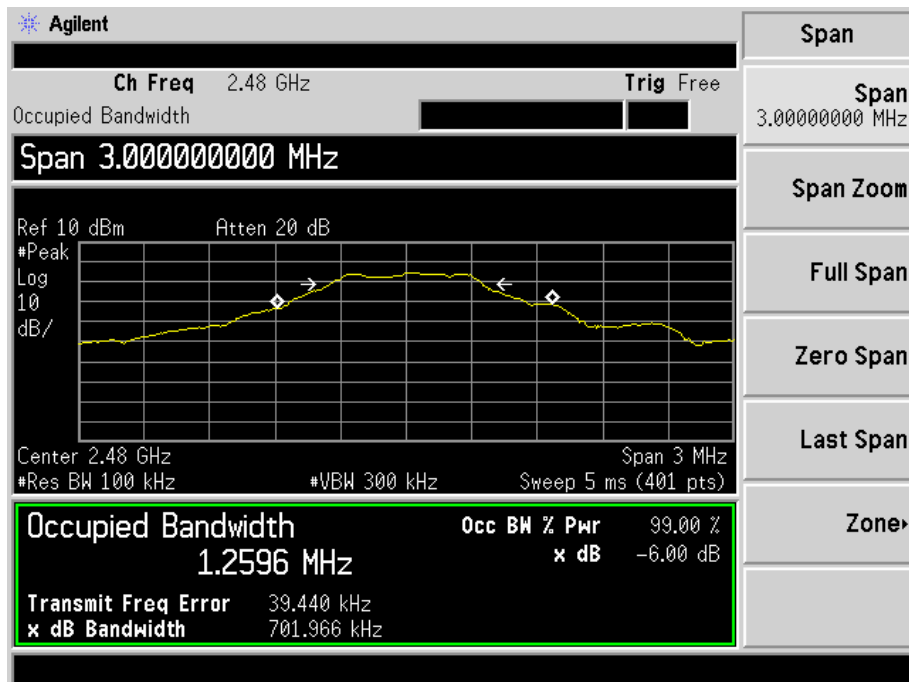 Agilent
Ch Freq 2.48 GHz Trig Free
Occupied Bandwidth
Span 3.000000000 MHz
Ref 10 dBm Atten 20 dB
#Peak
Log
10
dB/
Center 2.48 GHz Span 3 MHz
#Res BW 100 kHz #VBW 300 kHz Sweep 5 ms (401 pts)
Occupied Bandwidth
1.2596 MHz
Occ BW % Pwr 99.00 %
x dB -6.00 dB
Transmit Freq Error 39.440 kHz
x dB Bandwidth 701.966 kHz
Span
Span
3.00000000 MHz
Span Zoom
Full Span
Zero Span
Last Span
Zone